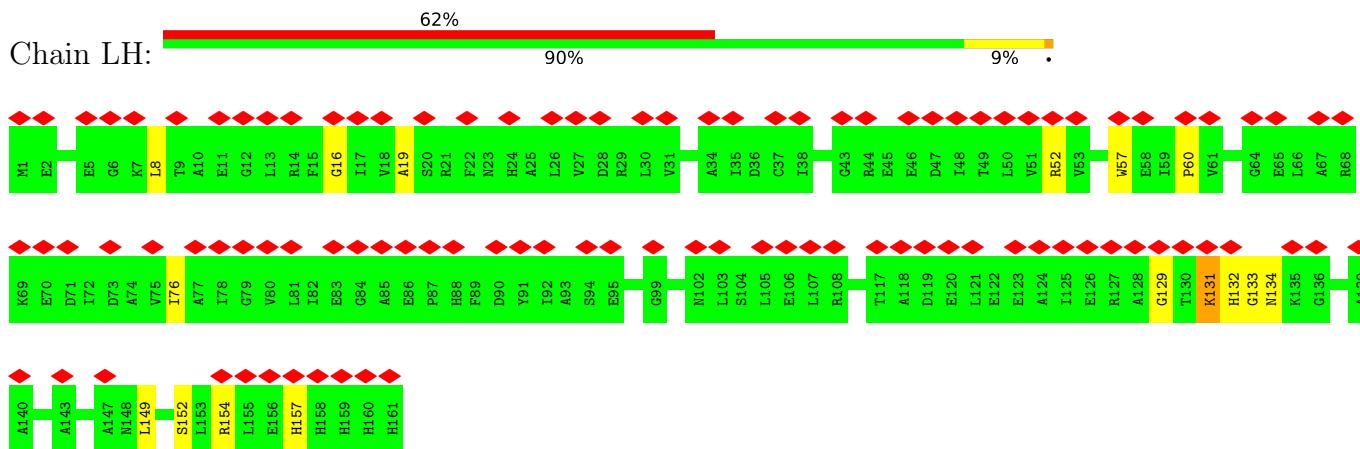 62%
Chain LH:
90% 9% •
M1 E2 E5 G6 K7 L8 T9 A10 E11 G12 L13 R14 F15 G16 I17 V18 A19 S20 R21 F22 N23 H24 A25 L26 V27 D28 R29 L30 V31 A34 I35 D36 C37 I38 G43 R44 E45 E46 D47 I48 T49 L50 V51 R52 V53 W57 E58 I59 P60 V61 G64 E65 L66 A67 R68
K69 E70 D71 I72 D73 A74 V75 I76 A77 I78 G79 V80 L81 I82 E83 G84 A85 E86 P87 H88 F89 D90 Y91 I92 A93 S94 E95 G99 N102 L103 S104 L105 E106 L107 R108 T117 A118 D119 E120 L121 E122 E123 A124 I125 E126 R127 A128 G129 T130 K131 H132 G133 N134 K135 G136
A140 A143 A147 N148 L149 S152 L153 R154 L155 E156 H157 H158 H159 H160 H161